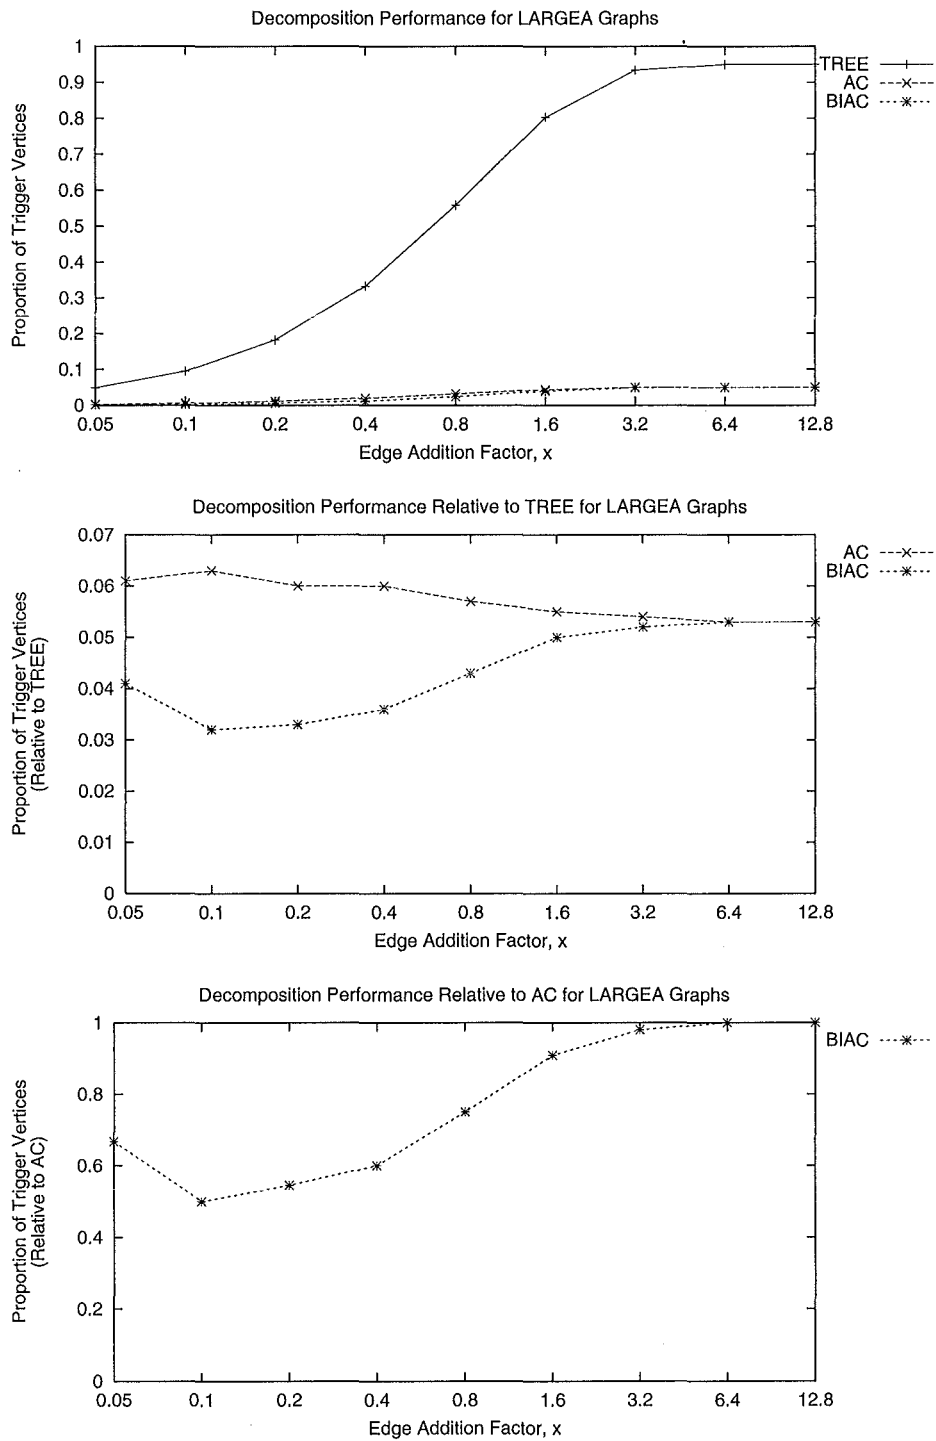 Decomposition Performance for LARGEA Graphs
1
0.9
0.8
0.7
0.6
0.5
0.4
0.3
0.2
0.1
0
Proportion of Trigger Vertices
TREE
AC
BIAC
0.05 0.1 0.2 0.4 0.8 1.6 3.2 6.4 12.8
Edge Addition Factor, x
Decomposition Performance Relative to TREE for LARGEA Graphs
0.07
0.06
0.05
0.04
0.03
0.02
0.01
0
Proportion of Trigger Vertices
(Relative to TREE)
AC
BIAC
0.05 0.1 0.2 0.4 0.8 1.6 3.2 6.4 12.8
Edge Addition Factor, x
Decomposition Performance Relative to AC for LARGEA Graphs
1
0.8
0.6
0.4
0.2
0
Proportion of Trigger Vertices
(Relative to AC)
BIAC
0.05 0.1 0.2 0.4 0.8 1.6 3.2 6.4 12.8
Edge Addition Factor, x